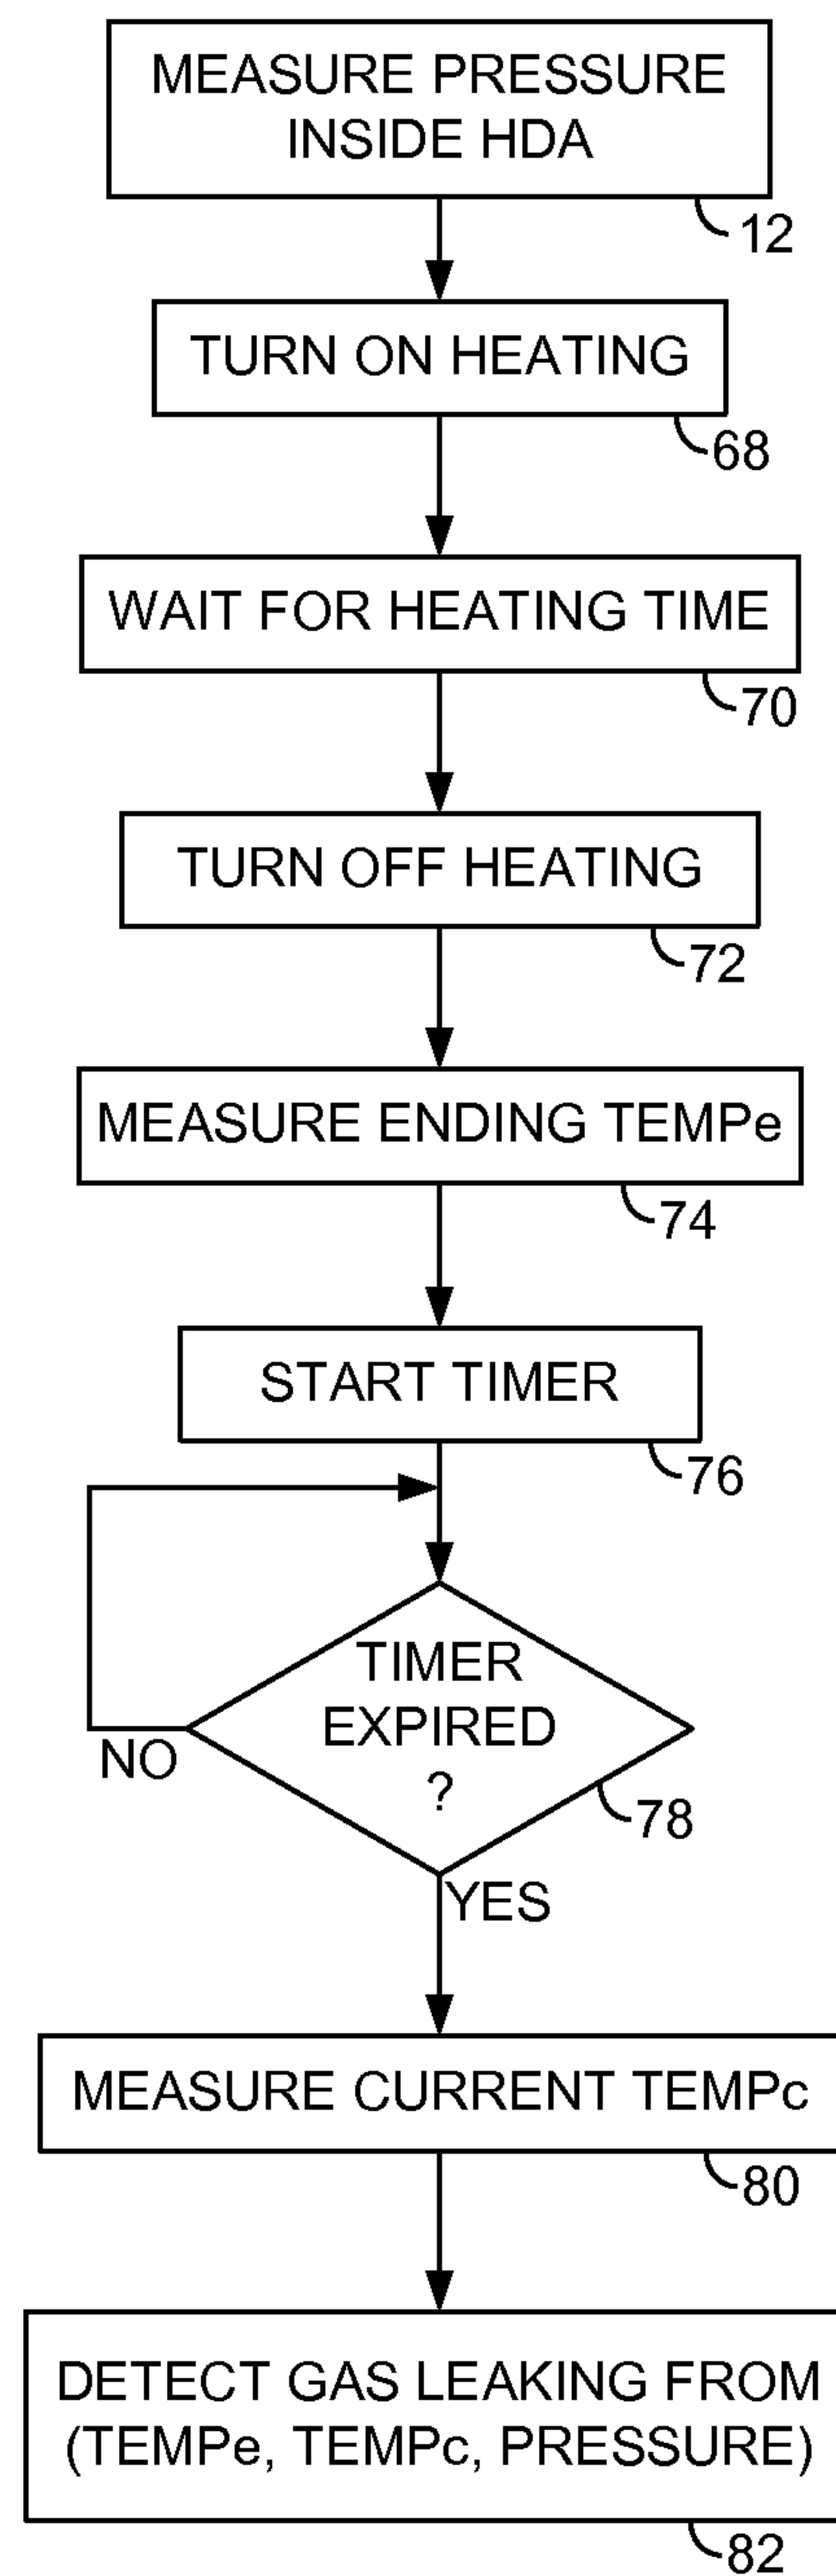 MEASURE PRESSURE
INSIDE HDA
12
TURN ON HEATING
68
WAIT FOR HEATING TIME
70
TURN OFF HEATING
72
MEASURE ENDING TEMPe
74
START TIMER
76
TIMER
EXPIRED
?
NO
78
YES
MEASURE CURRENT TEMPc
80
DETECT GAS LEAKING FROM
(TEMPe, TEMPc, PRESSURE)
82